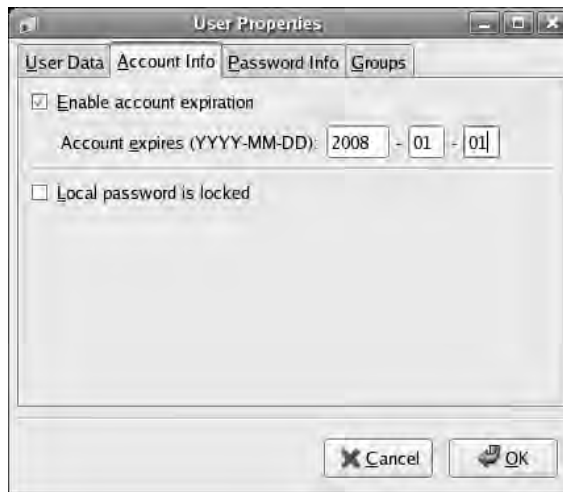 User Properties
User Data Account Info Password Info Groups
Enable account expiration
Account expires (YYYY-MM-DD): 2008 - 01 - 01
Local password is locked
Cancel OK